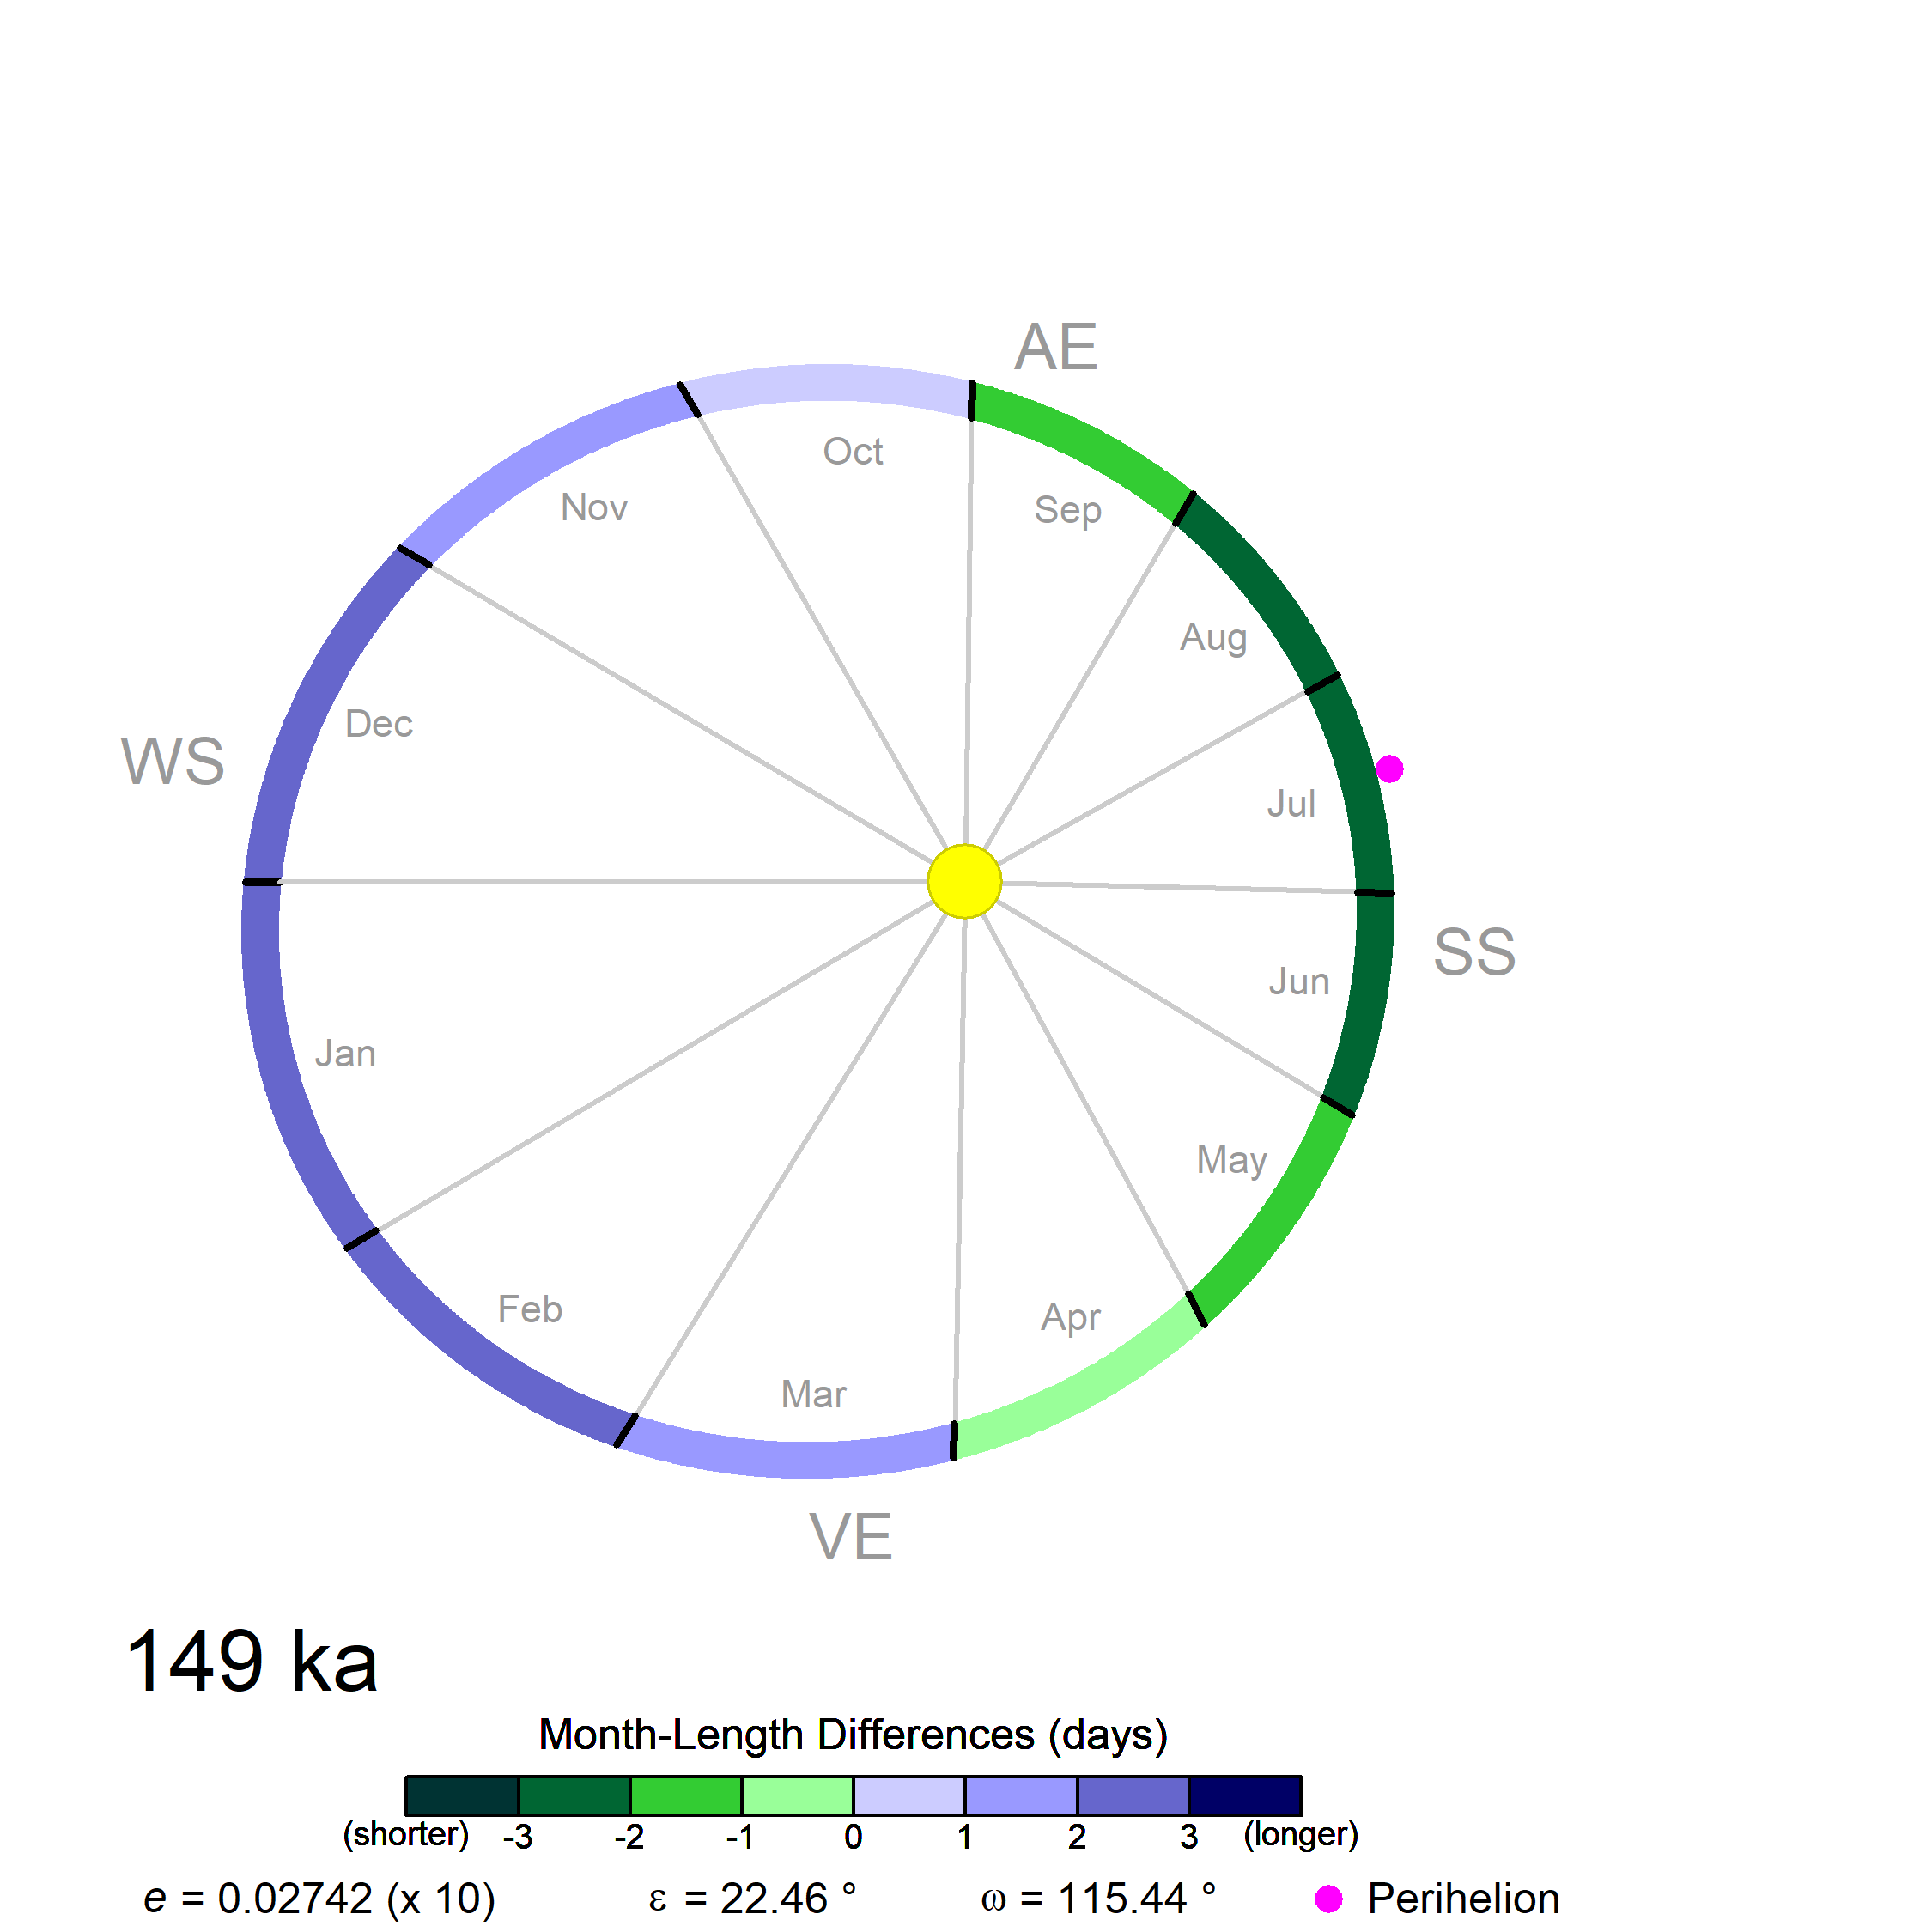 AE
Oct
Nov
Sep
Aug
Dec
WS
Jul
SS
Jun
Jan
May
Feb
Apr
Mar
VE
149 ka
Month-Length Differences (days)
(shorter) -3 -2 -1 0 1 2 3 (longer)
e = 0.02742 (x 10) ε = 22.46 ° ω = 115.44 ° Perihelion